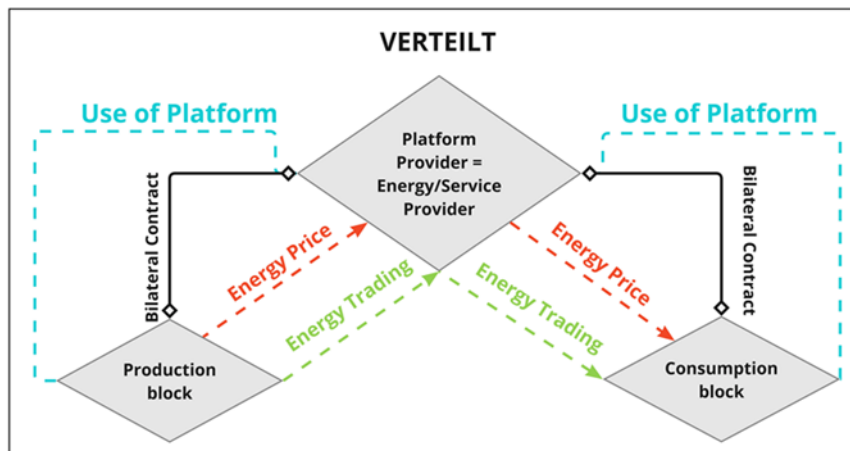 VERTEILT
Use of Platform
Use of Platform
Platform
Provider =
Energy/Service
Provider
Bilateral Contract
Bilateral Contract
Energy Price
Energy Trading
Energy Price
Energy Trading
Production
block
Consumption
block